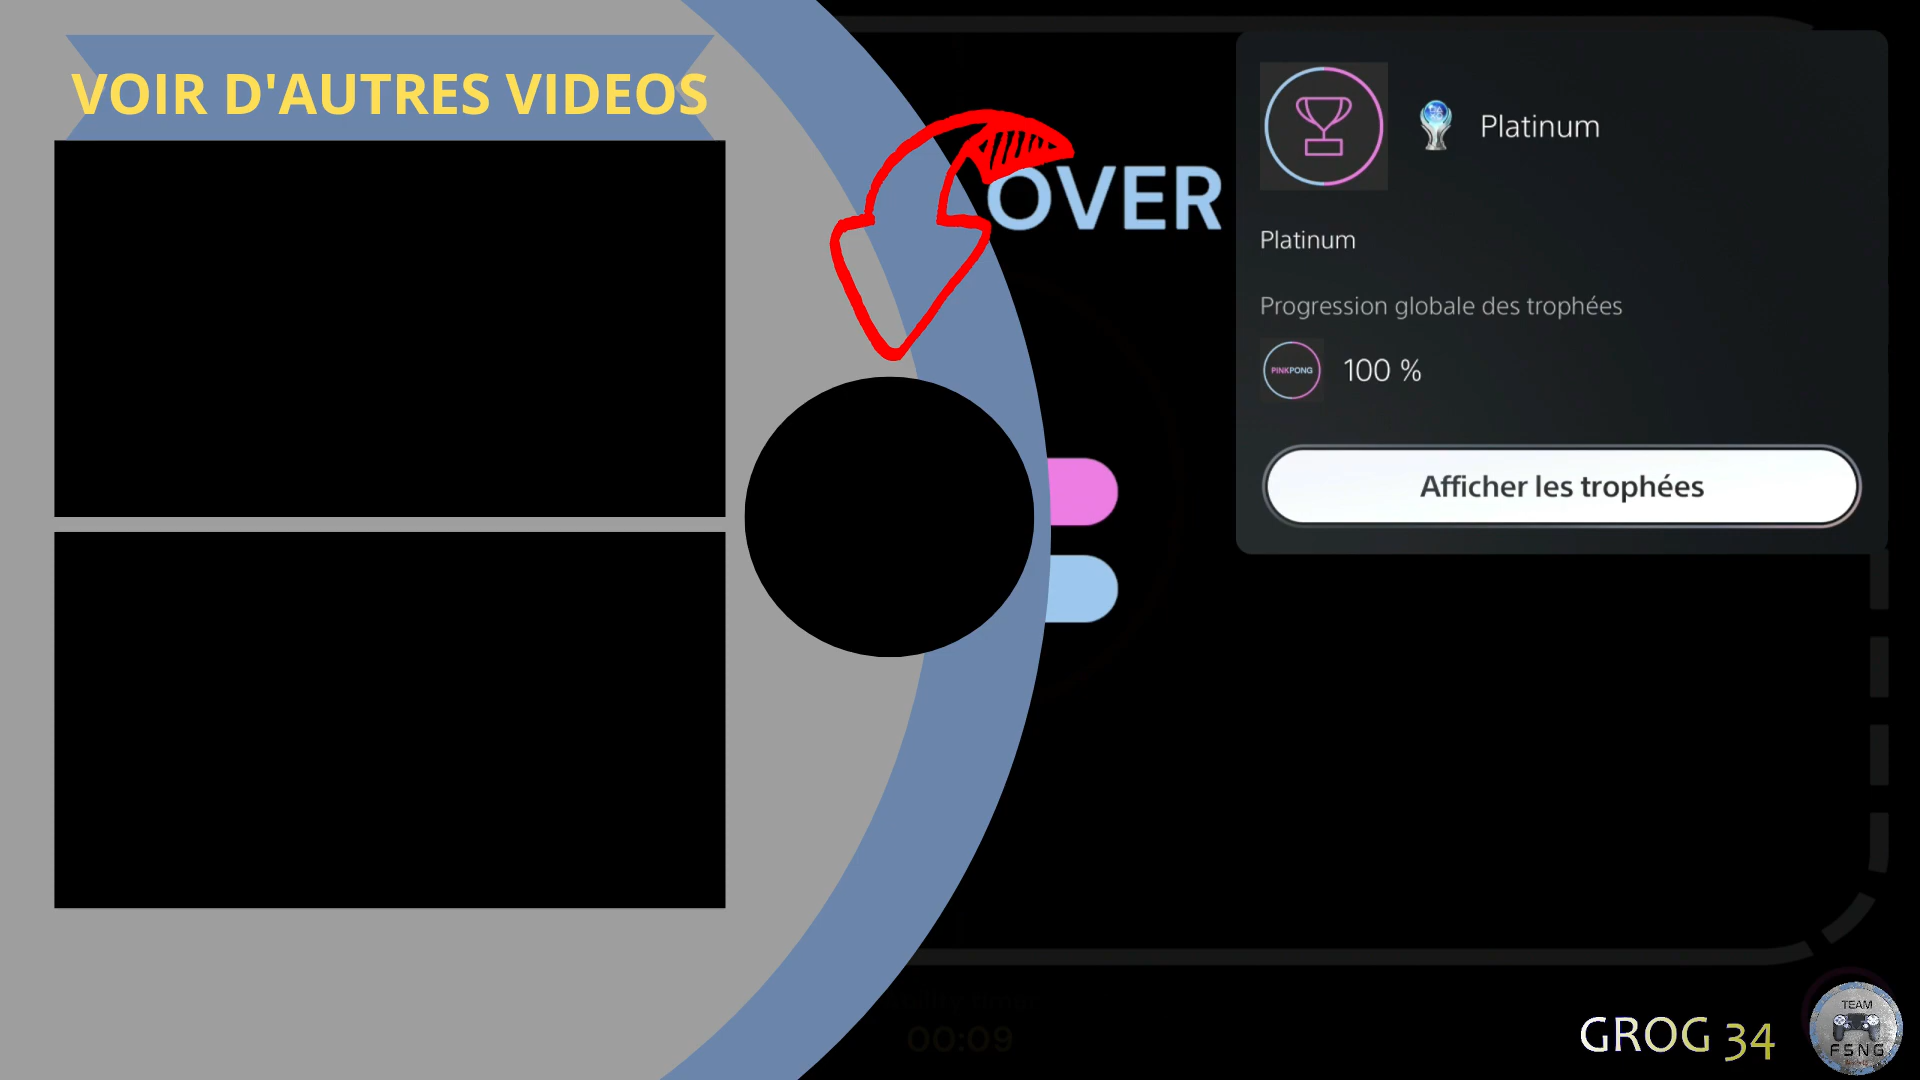 VOIR D'AUTRES VIDEOS
OVER
Platinum
Platinum
Progression globale des trophées
PINKPONG
100 %
Afficher les trophées
00:09
GROG 34
TEAM
FSNG